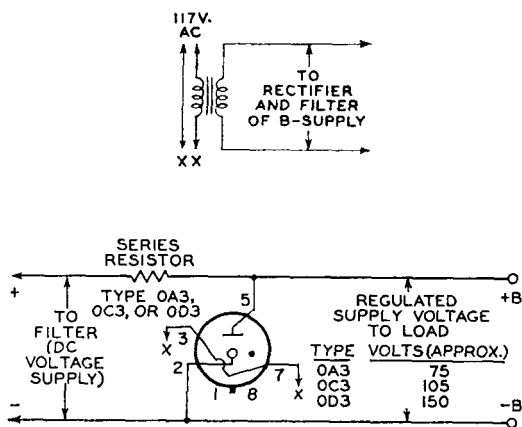 117V.
AC
TO
RECTIFIER
AND FILTER
OF B-SUPPLY
X X
SERIES
RESISTOR
+
TYPE 0A3,
0C3, OR 0D3
5
+B
TO
FILTER
(DC
VOLTAGE
SUPPLY)
3
X
2
1
8
7
X
REGULATED
SUPPLY VOLTAGE
TO LOAD
TYPE VOLTS (APPROX.)
0A3 75
0C3 105
0D3 150
-
-B